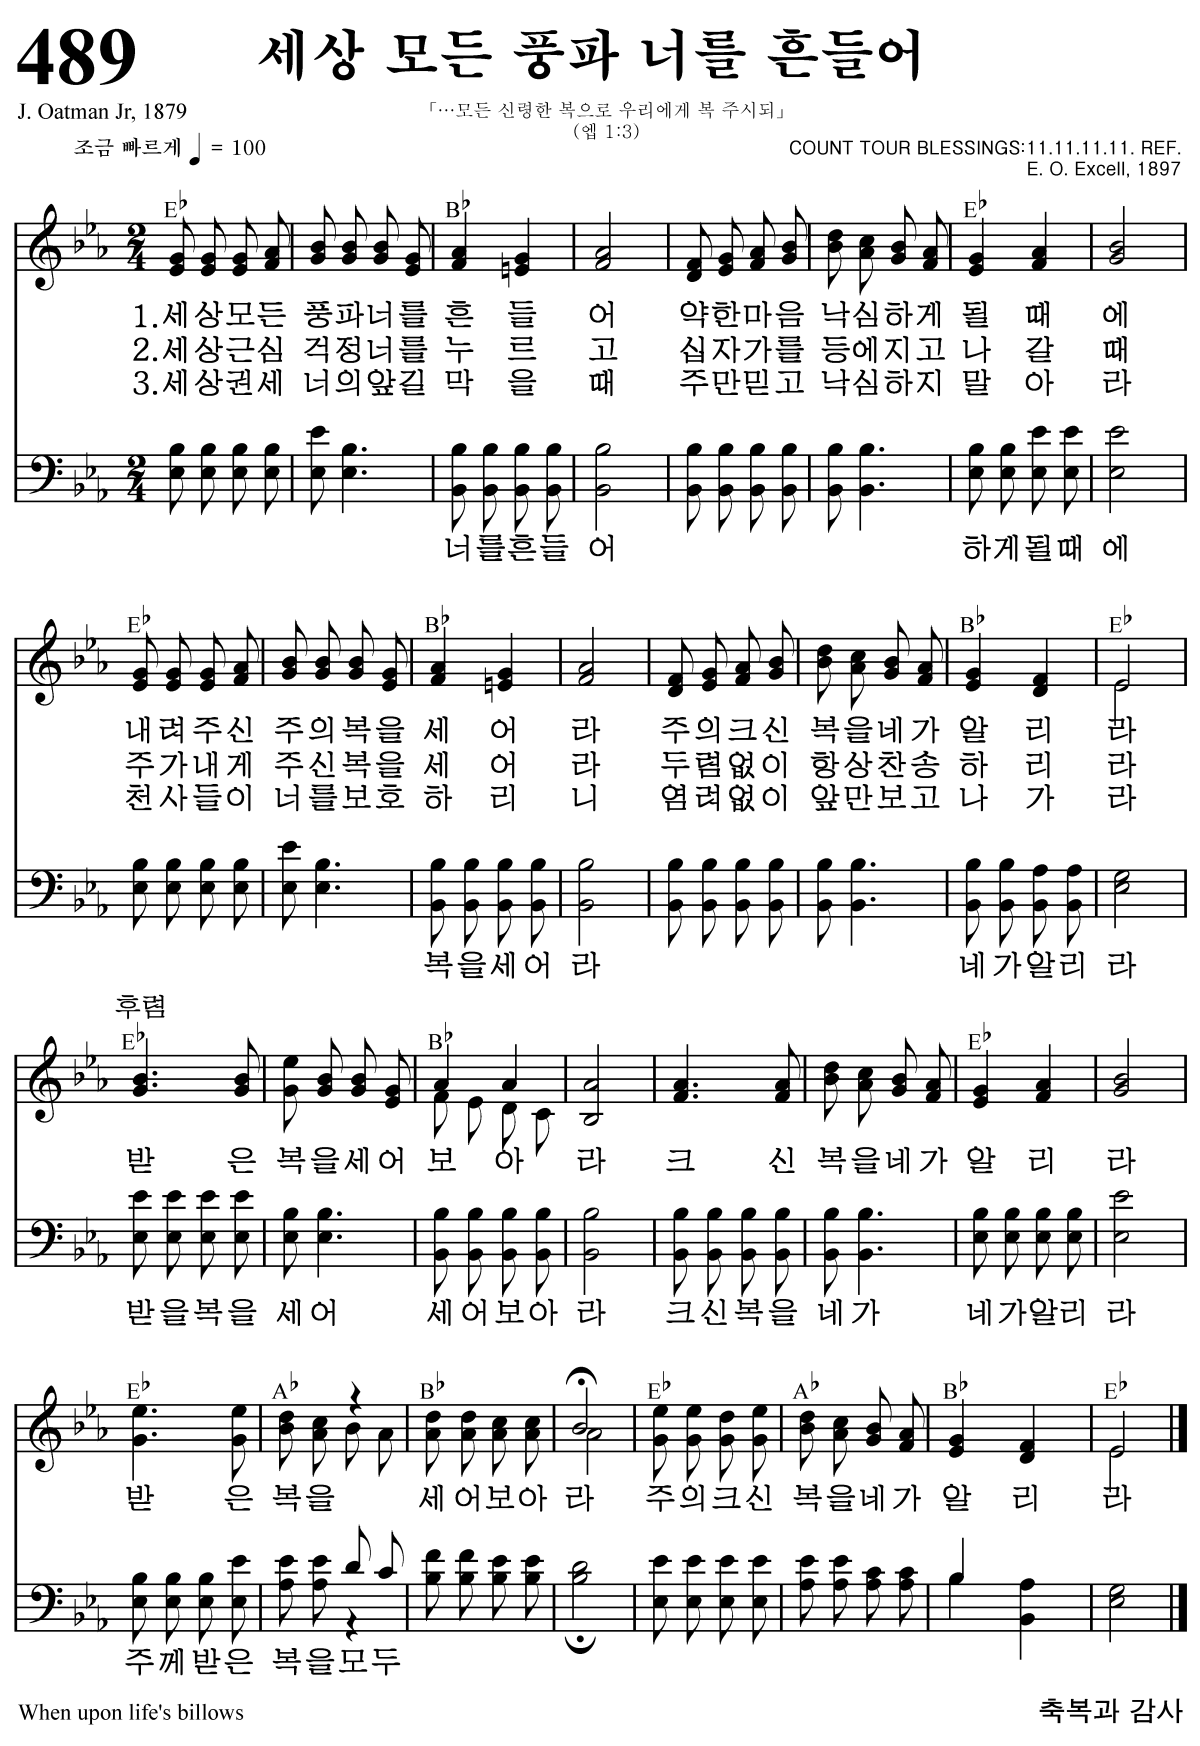 489 세상 모든 풍파 너를 흔들어
J. Oatman Jr, 1879
「…모든 신령한 복으로 우리에게 복 주시되」
(엡 1:3)
조금 빠르게 ♩ = 100
COUNT TOUR BLESSINGS:11.11.11.11. REF.
E. O. Excell, 1897
E♭ B♭ E♭
2/4
1.세상모든 풍파너를 흔 들 어 약한마음 낙심하게 될 때 에
2.세상근심 걱정너를 누 르 고 십자가를 등에지고 나 갈 때
3.세상권세 너의앞길 막 을 때 주만믿고 낙심하지 말 아 라
2/4
너를흔들 어 하게될때 에
E♭ B♭ B♭ E♭
내려주신 주의복을 세 어 라 주의크신 복을네가 알 리 라
주가내게 주신복을 세 어 라 두렴없이 항상찬송 하 리 라
천사들이 너를보호 하 리 니 염려없이 앞만보고 나 가 라
복을세어 라 네가알리 라
후렴
E♭ B♭ E♭
받 은 복을세어 보 아 라 크 신 복을네가 알 리 라
받을복을 세어 세어보아 라 크신복을 네가 네가알리 라
E♭ A♭ B♭ E♭ A♭ B♭ E♭
받 은 복을 세어보아 라 주의크신 복을네가 알 리 라
주께받은 복을모두
When upon life's billows
축복과 감사